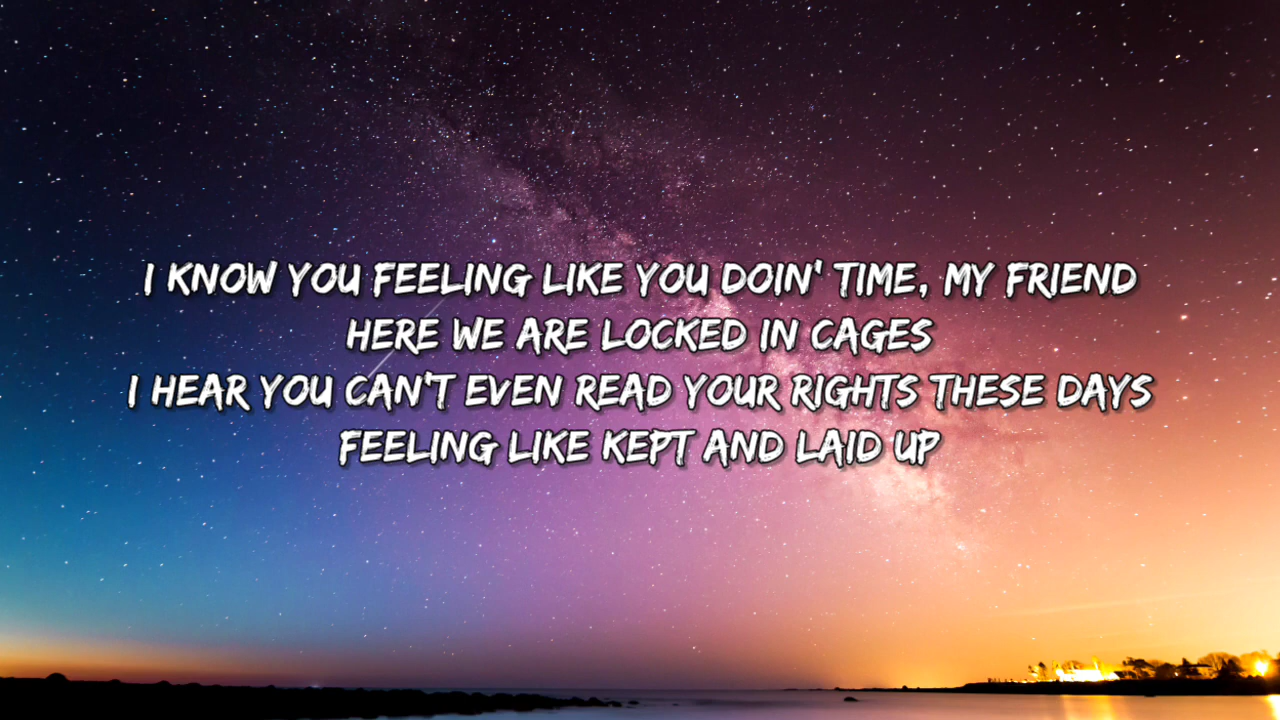 I KNOW YOU FEELING LIKE YOU DOIN' TIME, MY FRIEND
HERE WE ARE LOCKED IN CAGES
I HEAR YOU CAN'T EVEN READ YOUR RIGHTS THESE DAYS
FEELING LIKE KEPT AND LAID UP